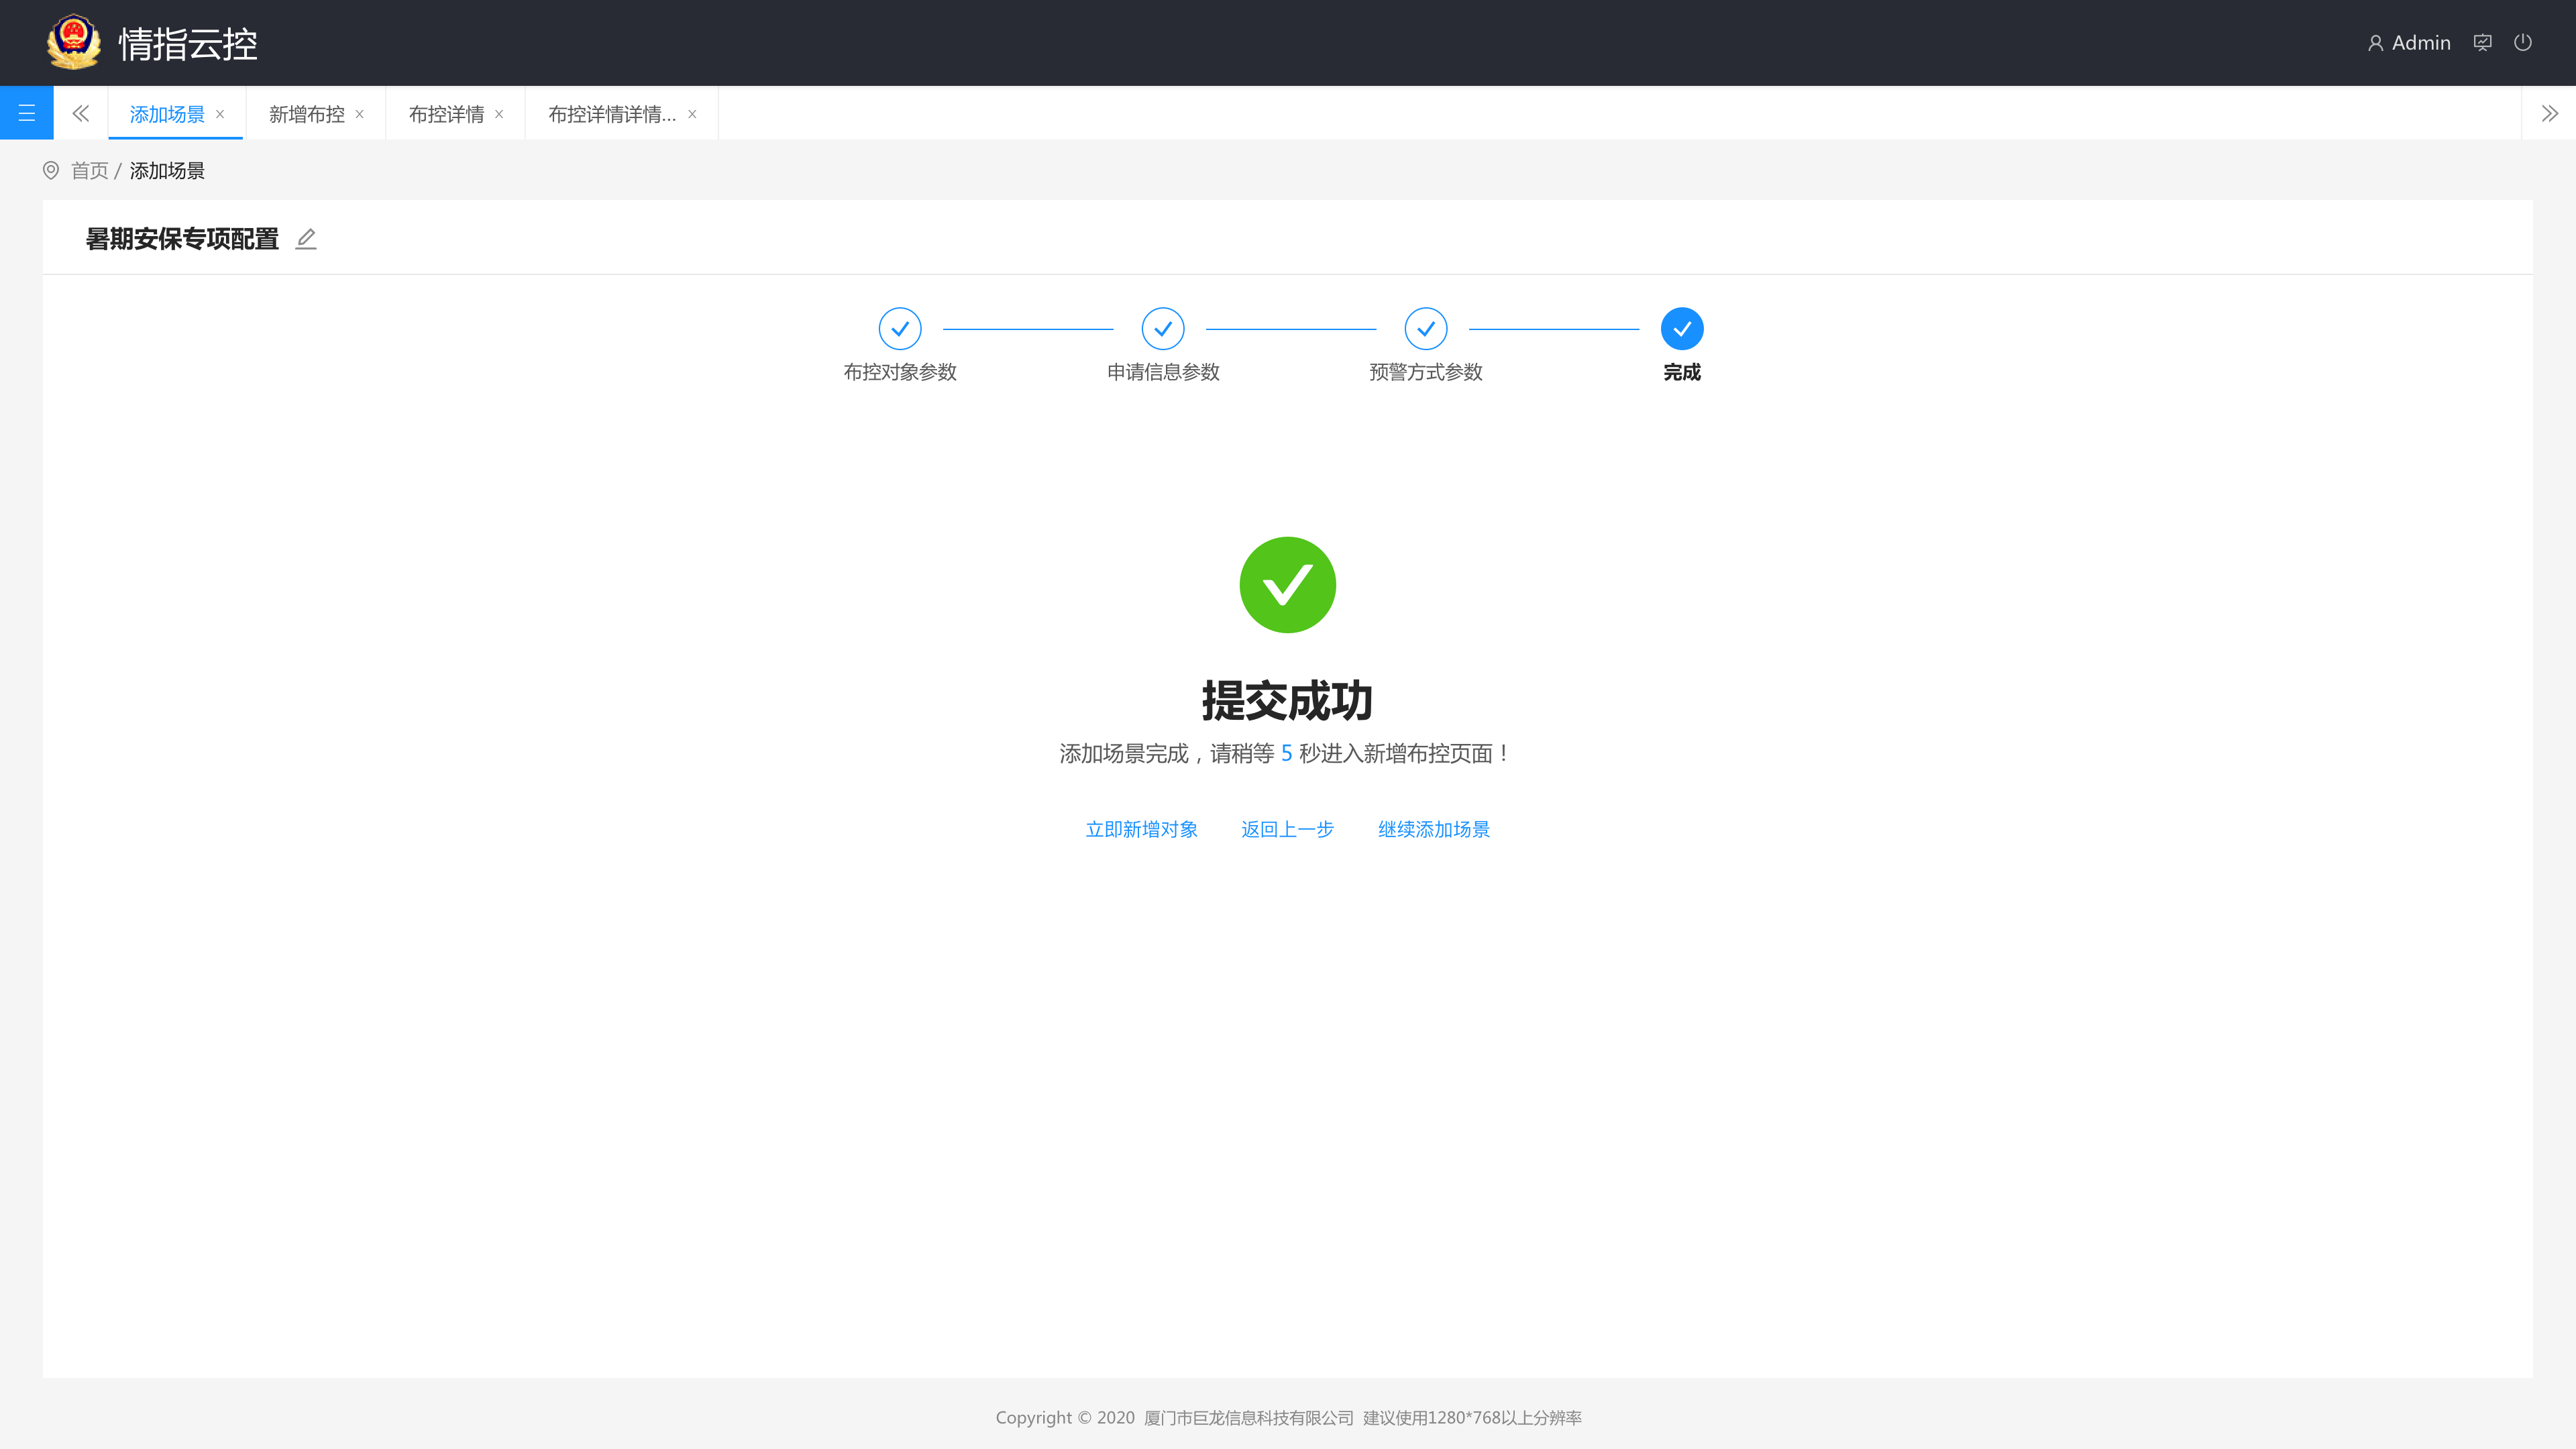 情指云控
Admin
添加场景
新增布控
布控详情
布控详情详情...
首页 / 添加场景
暑期安保专项配置
布控对象参数
申请信息参数
预警方式参数
完成
提交成功
添加场景完成，请稍等 5 秒进入新增布控页面！
立即新增对象
返回上一步
继续添加场景
Copyright © 2020 厦门市巨龙信息科技有限公司 建议使用1280*768以上分辨率